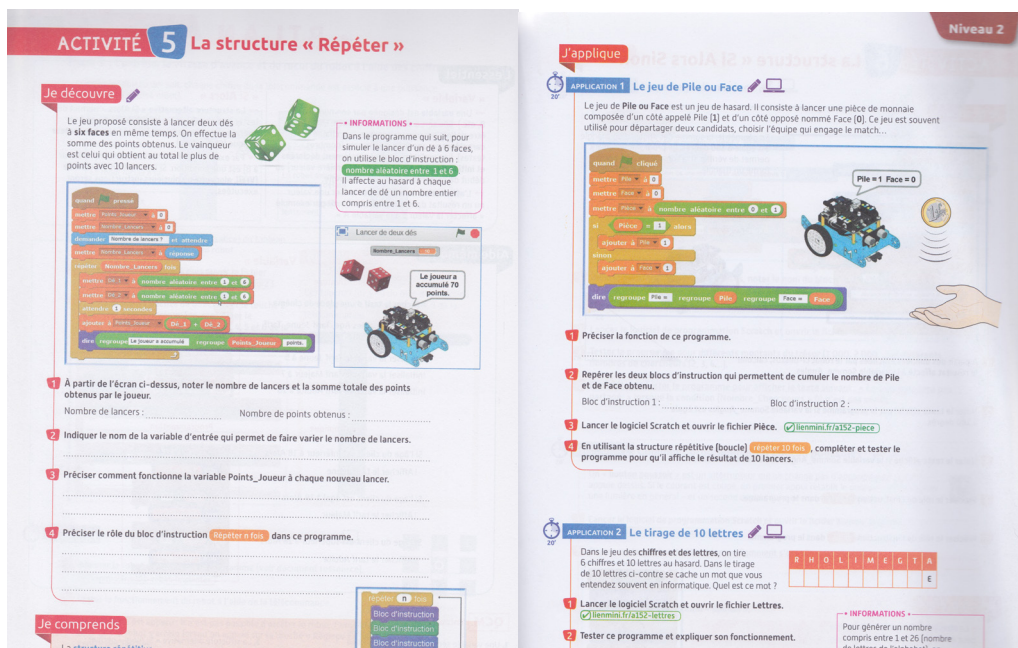 ACTIVITÉ 5 La structure « Répéter »
Je découvre
Le jeu proposé consiste à lancer deux dés
à six faces en même temps. On effectue la
somme des points obtenus. Le vainqueur
est celui qui obtient au total le plus de
points avec 10 lancers.
• INFORMATIONS •
Dans le programme qui suit, pour
simuler le lancer d'un dé à 6 faces,
on utilise le bloc d'instruction :
nombre aléatoire entre 1 et 6
Il affecte au hasard à chaque
lancer de dé un nombre entier
compris entre 1 et 6.
quand pressé
mettre Points_Joueur à 0
mettre Nombre_Lancers à 0
demander Nombre de lancers ? et attendre
mettre Nombre_Lancers à réponse
répéter Nombre_Lancers fois
mettre Dé_1 à nombre aléatoire entre 1 et 6
mettre Dé_2 à nombre aléatoire entre 1 et 6
attendre 1 secondes
ajouter à Points_Joueur Dé_1 + Dé_2
dire regroupe Le joueur a accumulé regroupe Points_Joueur points.
Lancer de deux dés
Nombre_Lancers
Le joueur a
accumulé 70
points.
1 À partir de l'écran ci-dessus, noter le nombre de lancers et la somme totale des points
obtenus par le joueur.
Nombre de lancers : Nombre de points obtenus :
2 Indiquer le nom de la variable d'entrée qui permet de faire varier le nombre de lancers.
3 Préciser comment fonctionne la variable Points_Joueur à chaque nouveau lancer.
4 Préciser le rôle du bloc d'instruction Répéter n fois dans ce programme.
répéter n fois
Bloc d'instruction
Bloc d'instruction
Bloc d'instruction
Je comprends
La structure répétitive
Niveau 2
J'applique
20'
APPLICATION 1 Le jeu de Pile ou Face
Le jeu de Pile ou Face est un jeu de hasard. Il consiste à lancer une pièce de monnaie
composée d'un côté appelé Pile [1] et d'un côté opposé nommé Face [0]. Ce jeu est souvent
utilisé pour départager deux candidats, choisir l'équipe qui engage le match...
quand cliqué
mettre Pile à 0
mettre Face à 0
mettre Pièce à nombre aléatoire entre 0 et 1
si Pièce = 1 alors
ajouter à Pile 1
sinon
ajouter à Face 1
dire regroupe Pile = regroupe Pile regroupe Face = Face
Pile = 1 Face = 0
1 Préciser la fonction de ce programme.
2 Repérer les deux blocs d'instruction qui permettent de cumuler le nombre de Pile
et de Face obtenu.
Bloc d'instruction 1 : Bloc d'instruction 2 :
3 Lancer le logiciel Scratch et ouvrir le fichier Pièce. lienmini.fr/a152-piece
4 En utilisant la structure répétitive [boucle] répéter 10 fois, compléter et tester le
programme pour qu'il affiche le résultat de 10 lancers.
20'
APPLICATION 2 Le tirage de 10 lettres
Dans le jeu des chiffres et des lettres, on tire
6 chiffres et 10 lettres au hasard. Dans le tirage
de 10 lettres ci-contre se cache un mot que vous
entendez souvent en informatique. Quel est ce mot ?
R H O L I M E G T A
E
1 Lancer le logiciel Scratch et ouvrir le fichier Lettres.
lienmini.fr/a152-lettres
2 Tester ce programme et expliquer son fonctionnement.
• INFORMATIONS •
Pour générer un nombre
compris entre 1 et 26 [nombre